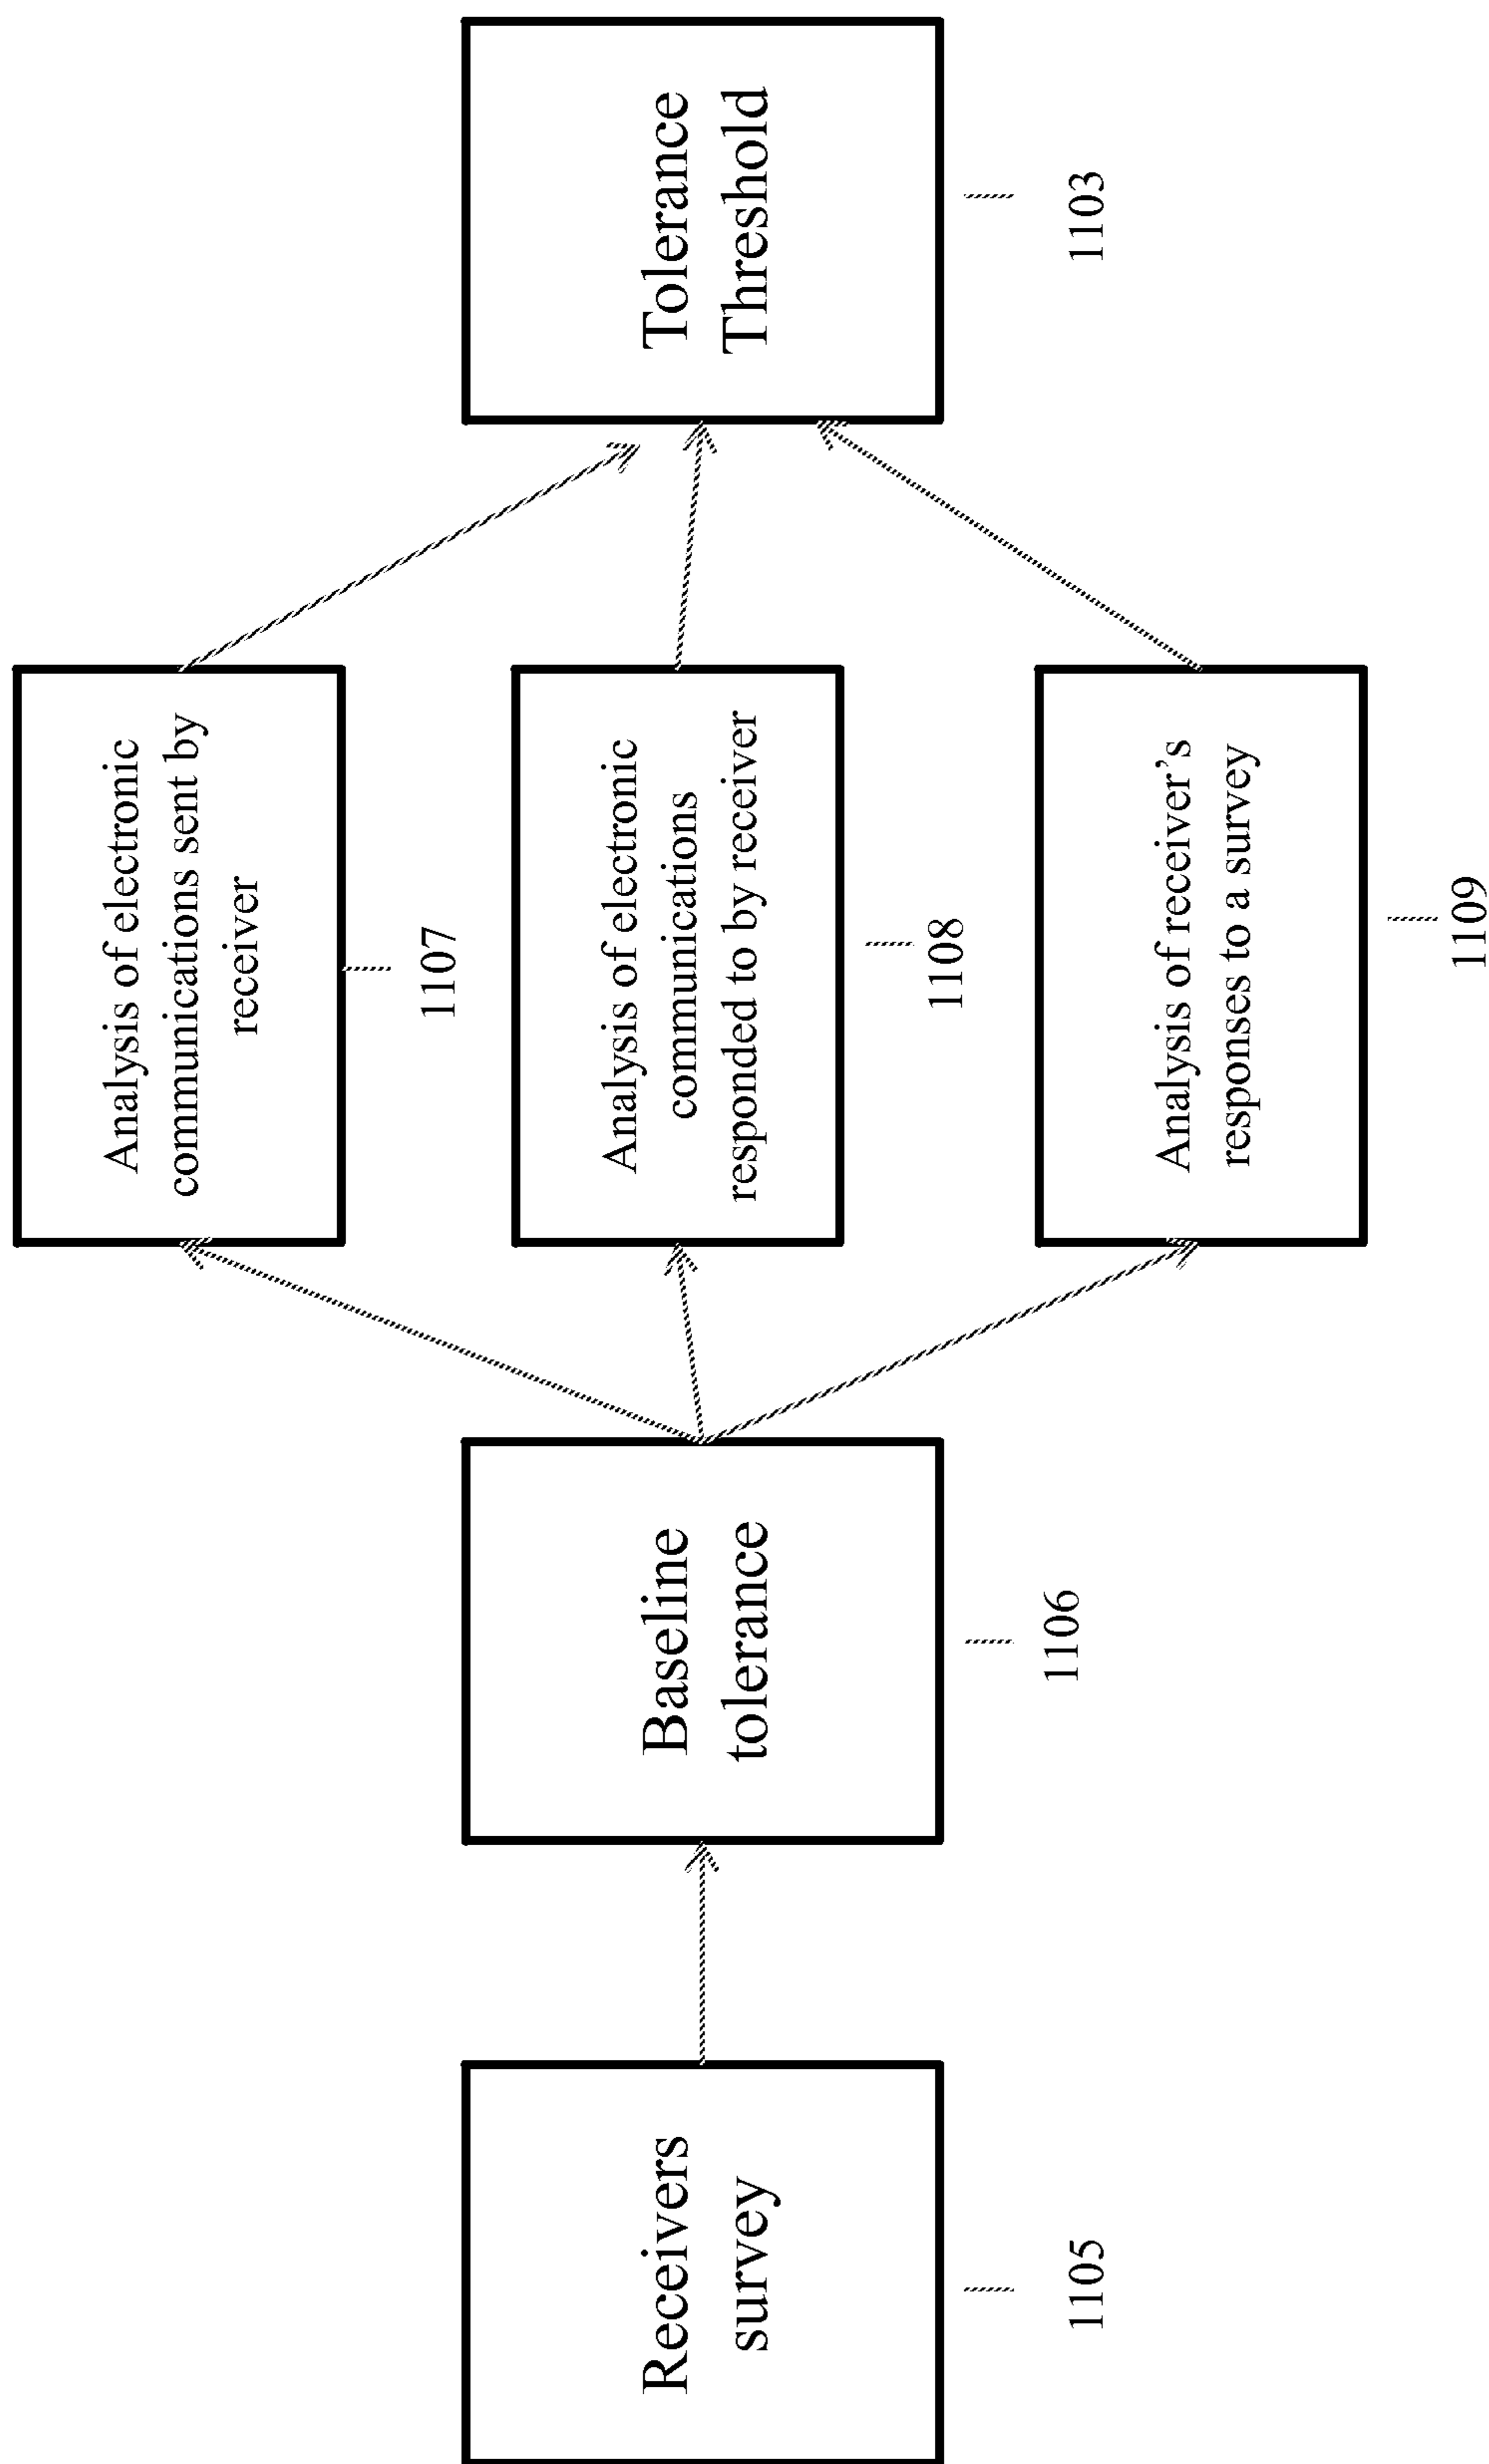 Receivers
survey
1105
Baseline
tolerance
1106
Analysis of electronic
communications sent by
receiver
1107
Analysis of electronic
communications
responded to by receiver
1108
Analysis of receiver’s
responses to a survey
1109
Tolerance
Threshold
1103